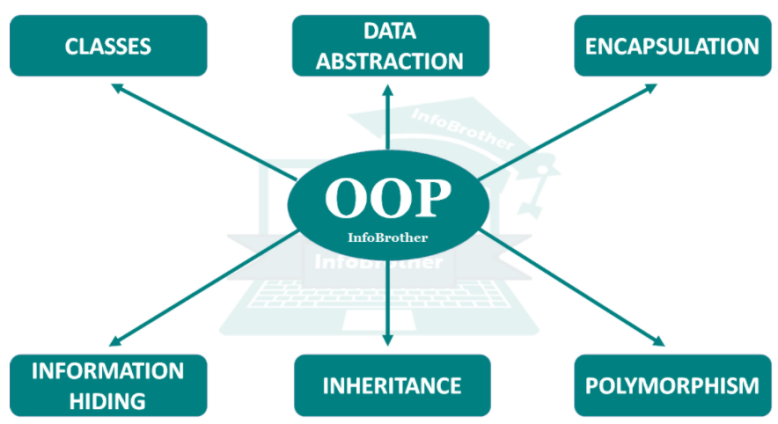 CLASSES
DATA
ABSTRACTION
ENCAPSULATION
InfoBrother
OOP
InfoBrother
InfoBrother
INFORMATION
HIDING
INHERITANCE
POLYMORPHISM